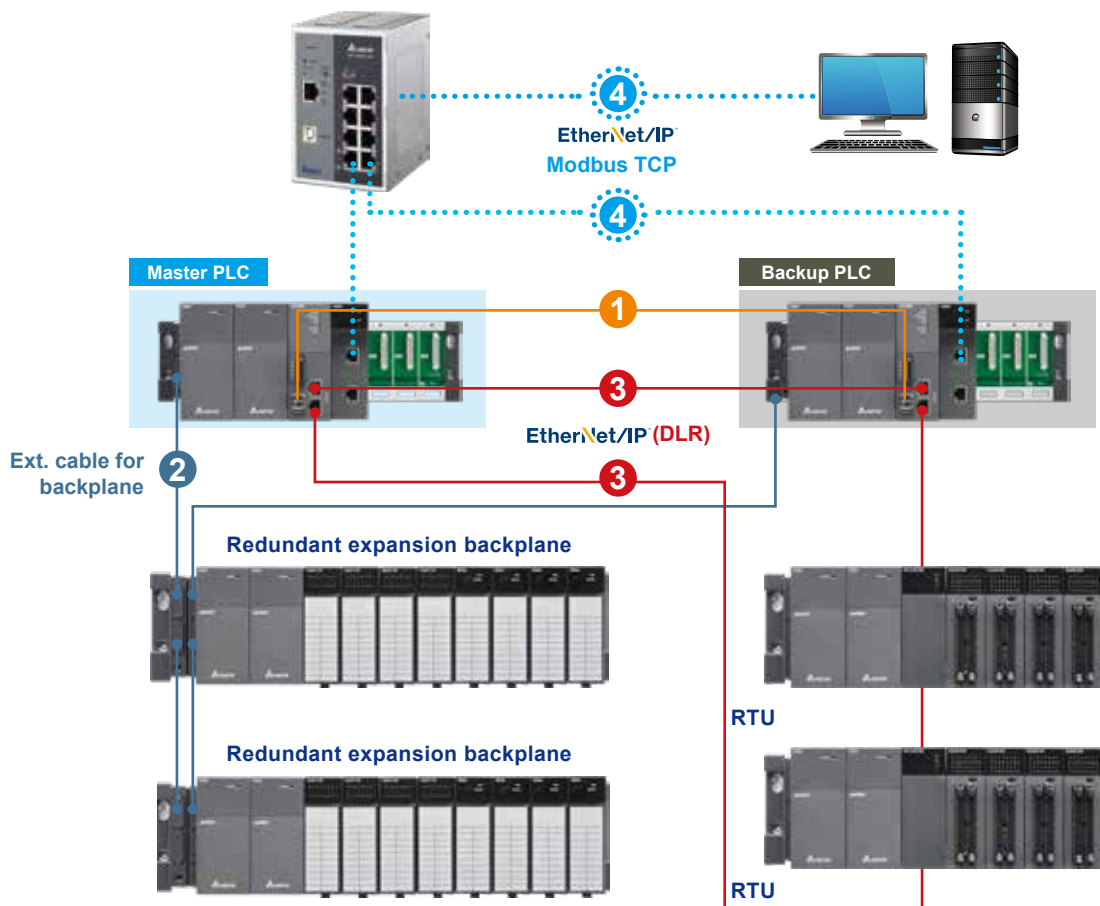 4
EtherNet/IP
Modbus TCP
4
Master PLC
Backup PLC
1
3
EtherNet/IP (DLR)
Ext. cable for
backplane
2
3
Redundant expansion backplane
RTU
Redundant expansion backplane
RTU